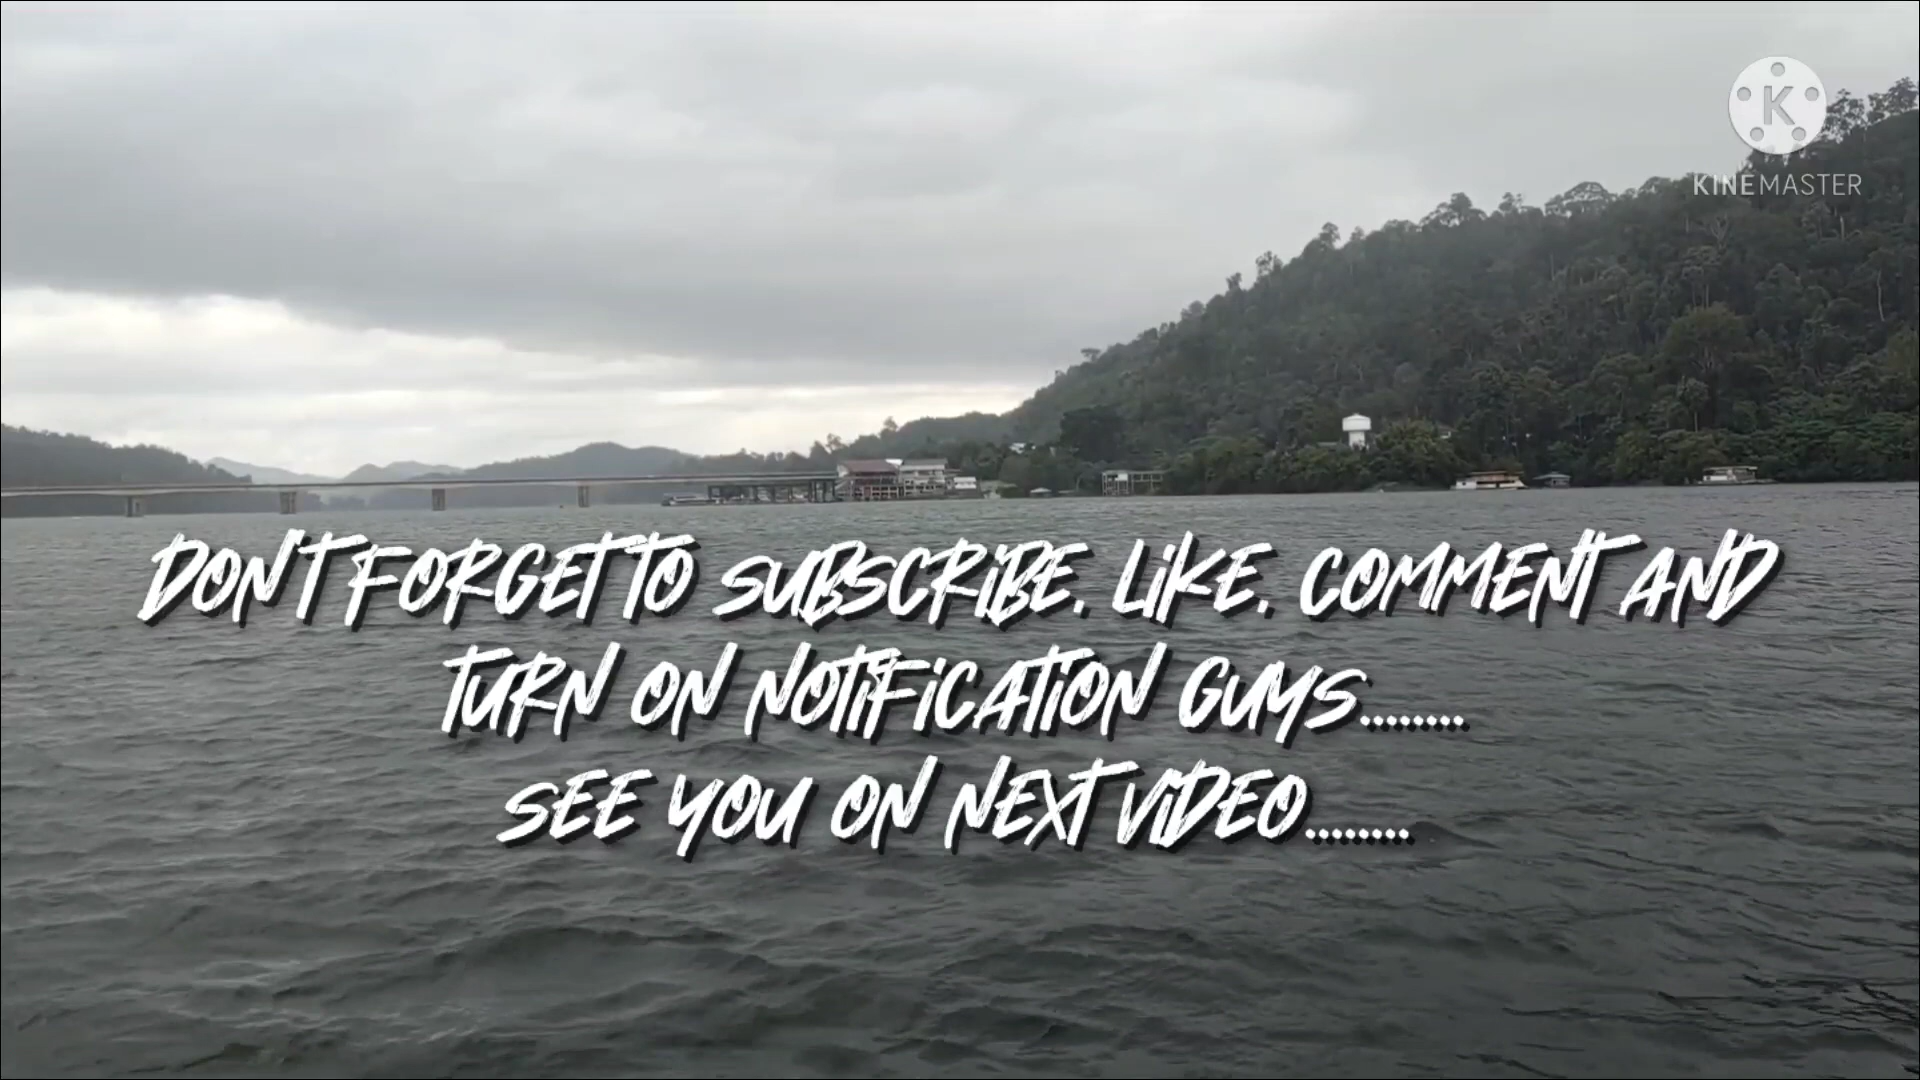 K
KINEMASTER
DON'T FORGET TO SUBSCRIBE, LIKE, COMMENT AND
TURN ON NOTIFICATION GUYS........
SEE YOU ON NEXT VIDEO........